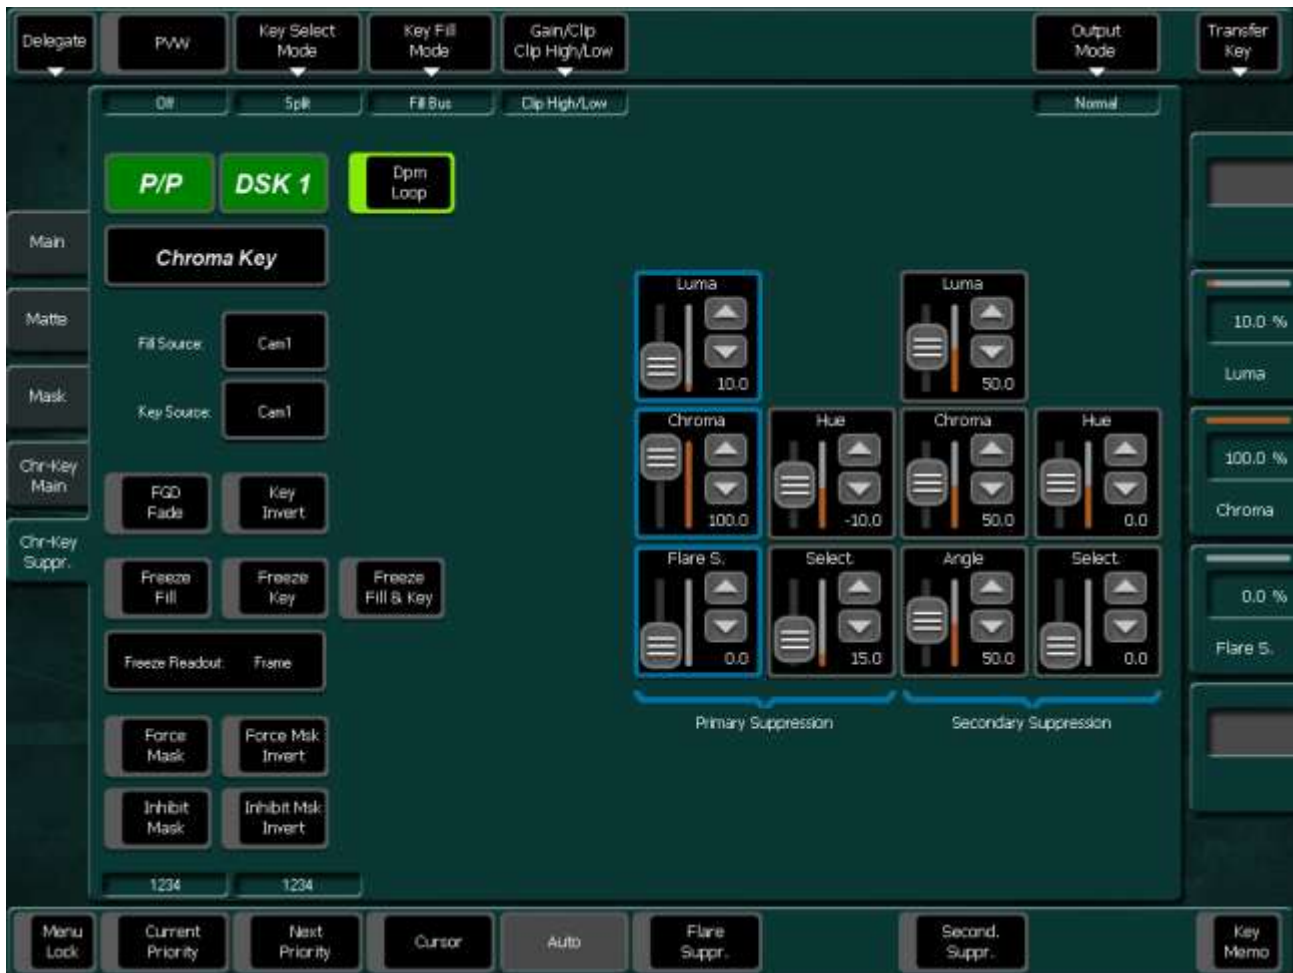 Delegate
PVW
Key Select
Mode
Key Fill
Mode
Gain/Clip
Clip High/Low
Output
Mode
Transfer
Key
Off
Split
Fill Bus
Clip High/Low
Normal
P/P
DSK 1
Dpm
Loop
Main
Chroma Key
Luma
Luma
Matte
Fill Source:
Cam1
10.0
50.0
10.0 %
Luma
Mask
Key Source:
Cam1
Chroma
Hue
Chroma
Hue
100.0
-10.0
50.0
0.0
100.0 %
Chroma
Chr-Key
Main
FGD
Fade
Key
Invert
Chr-Key
Suppr.
Flare S.
Select.
Angle
Select.
0.0
15.0
50.0
0.0
0.0 %
Flare S.
Freeze
Fill
Freeze
Key
Freeze
Fill & Key
Freeze Readout:
Frame
Primary Suppression
Secondary Suppression
Force
Mask
Force Msk
Invert
Inhibit
Mask
Inhibit Msk
Invert
1234
1234
Menu
Lock
Current
Priority
Next
Priority
Cursor
Auto
Flare
Suppr.
Second.
Suppr.
Key
Memo